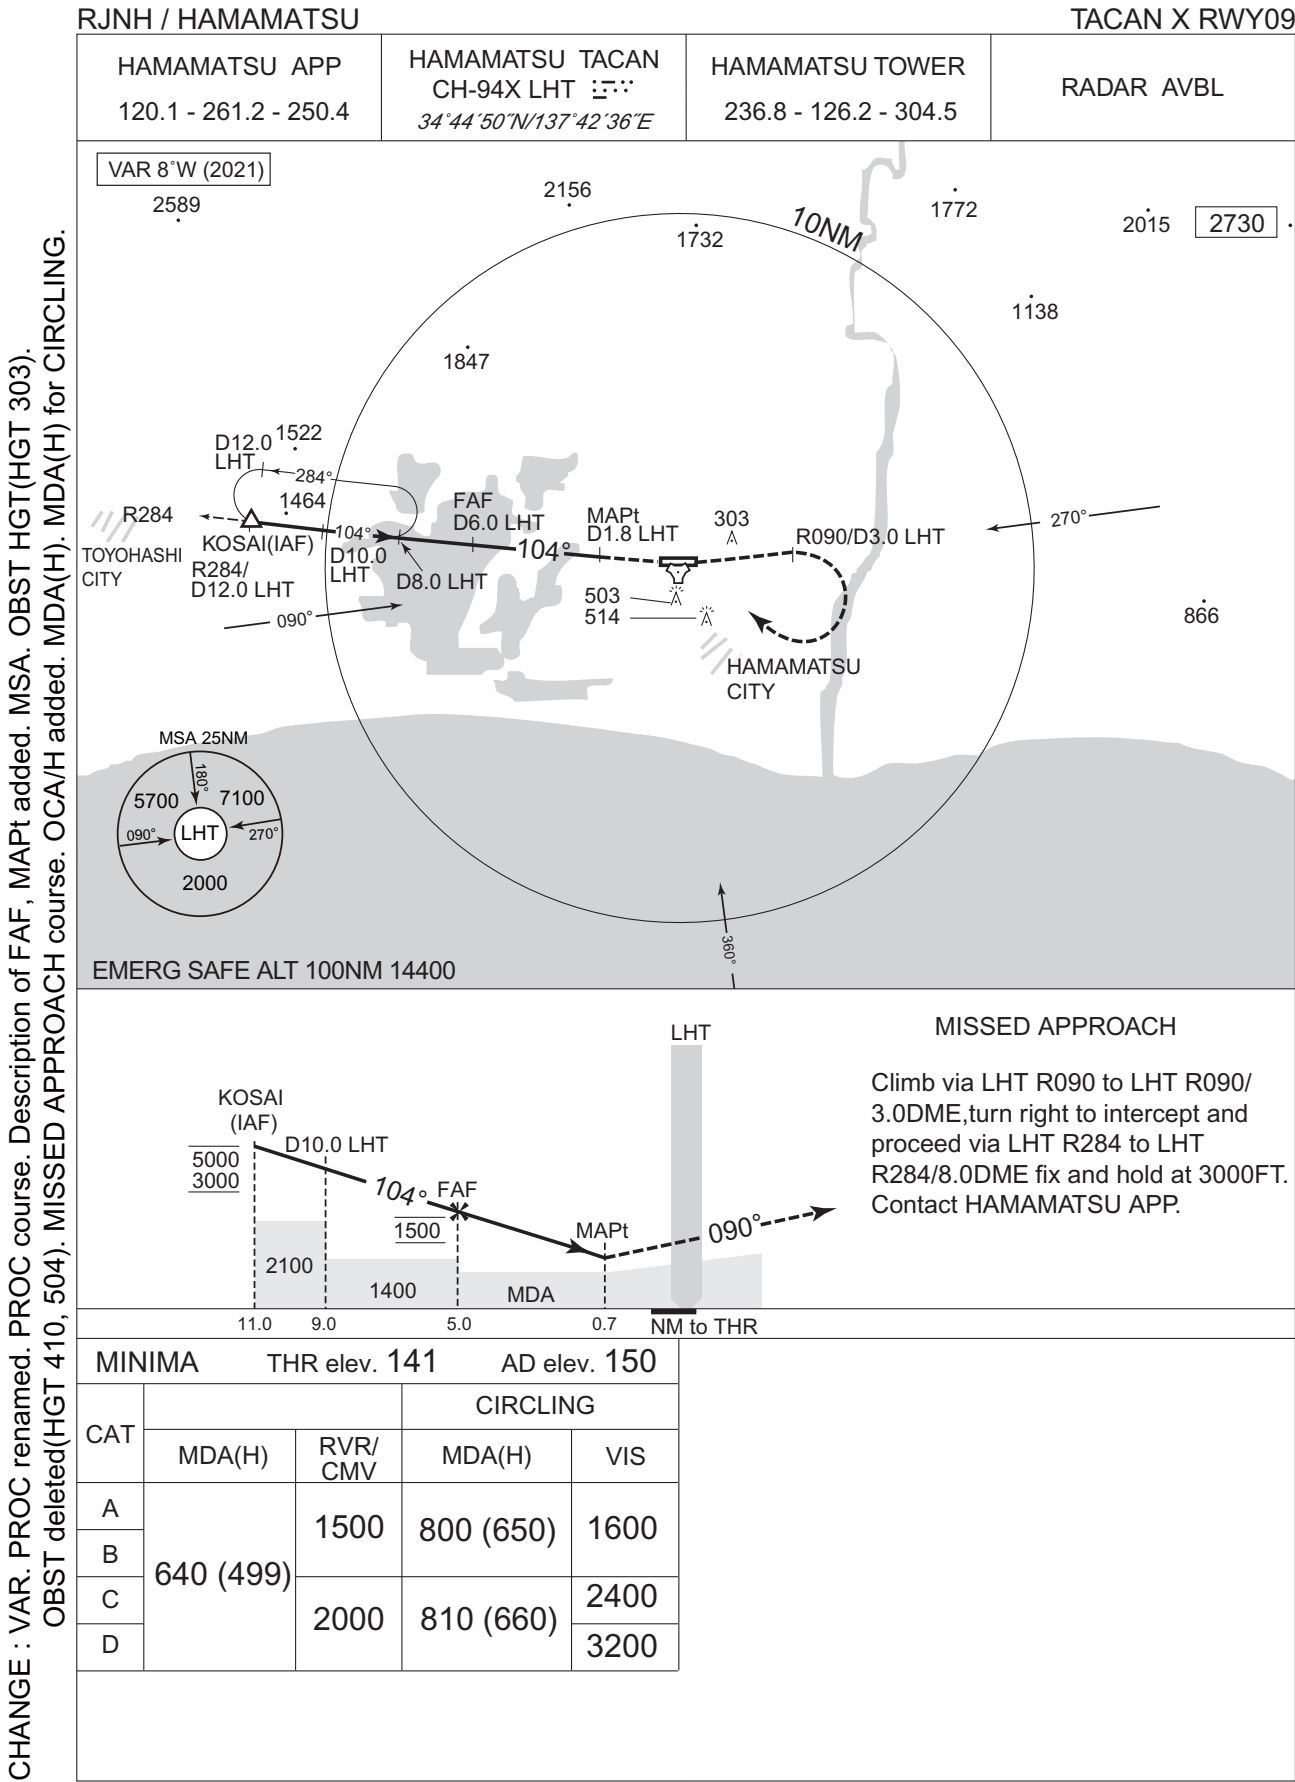 RJNH / HAMAMATSU
TACAN X RWY09
HAMAMATSU APP
120.1 - 261.2 - 250.4
HAMAMATSU TACAN
CH-94X LHT
34°44´50˝N/137°42´36˝E
HAMAMATSU TOWER
236.8 - 126.2 - 304.5
RADAR AVBL
CHANGE : VAR. PROC renamed. PROC course. Description of FAF, MAPt added. MSA. OBST HGT(HGT 303).
OBST deleted(HGT 410, 504). MISSED APPROACH course. OCA/H added. MDA(H). MDA(H) for CIRCLING.
VAR 8°W (2021)
2589
2156
1732
10NM
1772
2015
2730
1138
1847
D12.0
LHT
1522
284°
1464
R284
104°
KOSAI(IAF)
R284/
D12.0 LHT
TOYOHASHI
CITY
D10.0
LHT
D8.0 LHT
FAF
D6.0 LHT
104°
MAPt
D1.8 LHT
303
R090/D3.0 LHT
270°
090°
503
514
866
HAMAMATSU
CITY
MSA 25NM
180°
5700
7100
090°
LHT
270°
2000
360°
EMERG SAFE ALT 100NM 14400
LHT
KOSAI
(IAF)
D10.0 LHT
5000
3000
104°
FAF
1500
MAPt
090°
2100
1400
MDA
11.0
9.0
5.0
0.7
NM to THR
MISSED APPROACH
Climb via LHT R090 to LHT R090/
3.0DME,turn right to intercept and
proceed via LHT R284 to LHT
R284/8.0DME fix and hold at 3000FT.
Contact HAMAMATSU APP.
MINIMA THR elev. 141 AD elev. 150
CAT
CIRCLING
MDA(H)
RVR/
CMV
MDA(H)
VIS
A
B
C
D
640 (499)
1500
2000
800 (650)
810 (660)
1600
2400
3200